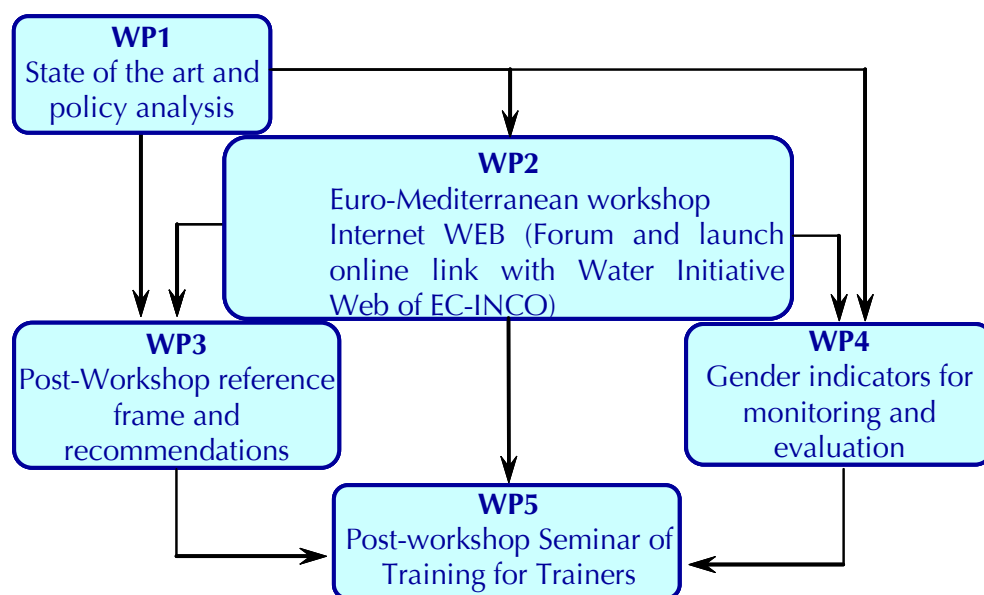 WP1
State of the art and
policy analysis
WP2
Euro-Mediterranean workshop
Internet WEB (Forum and launch
online link with Water Initiative
Web of EC-INCO)
WP3
Post-Workshop reference
frame and
recommendations
WP4
Gender indicators for
monitoring and
evaluation
WP5
Post-workshop Seminar of
Training for Trainers